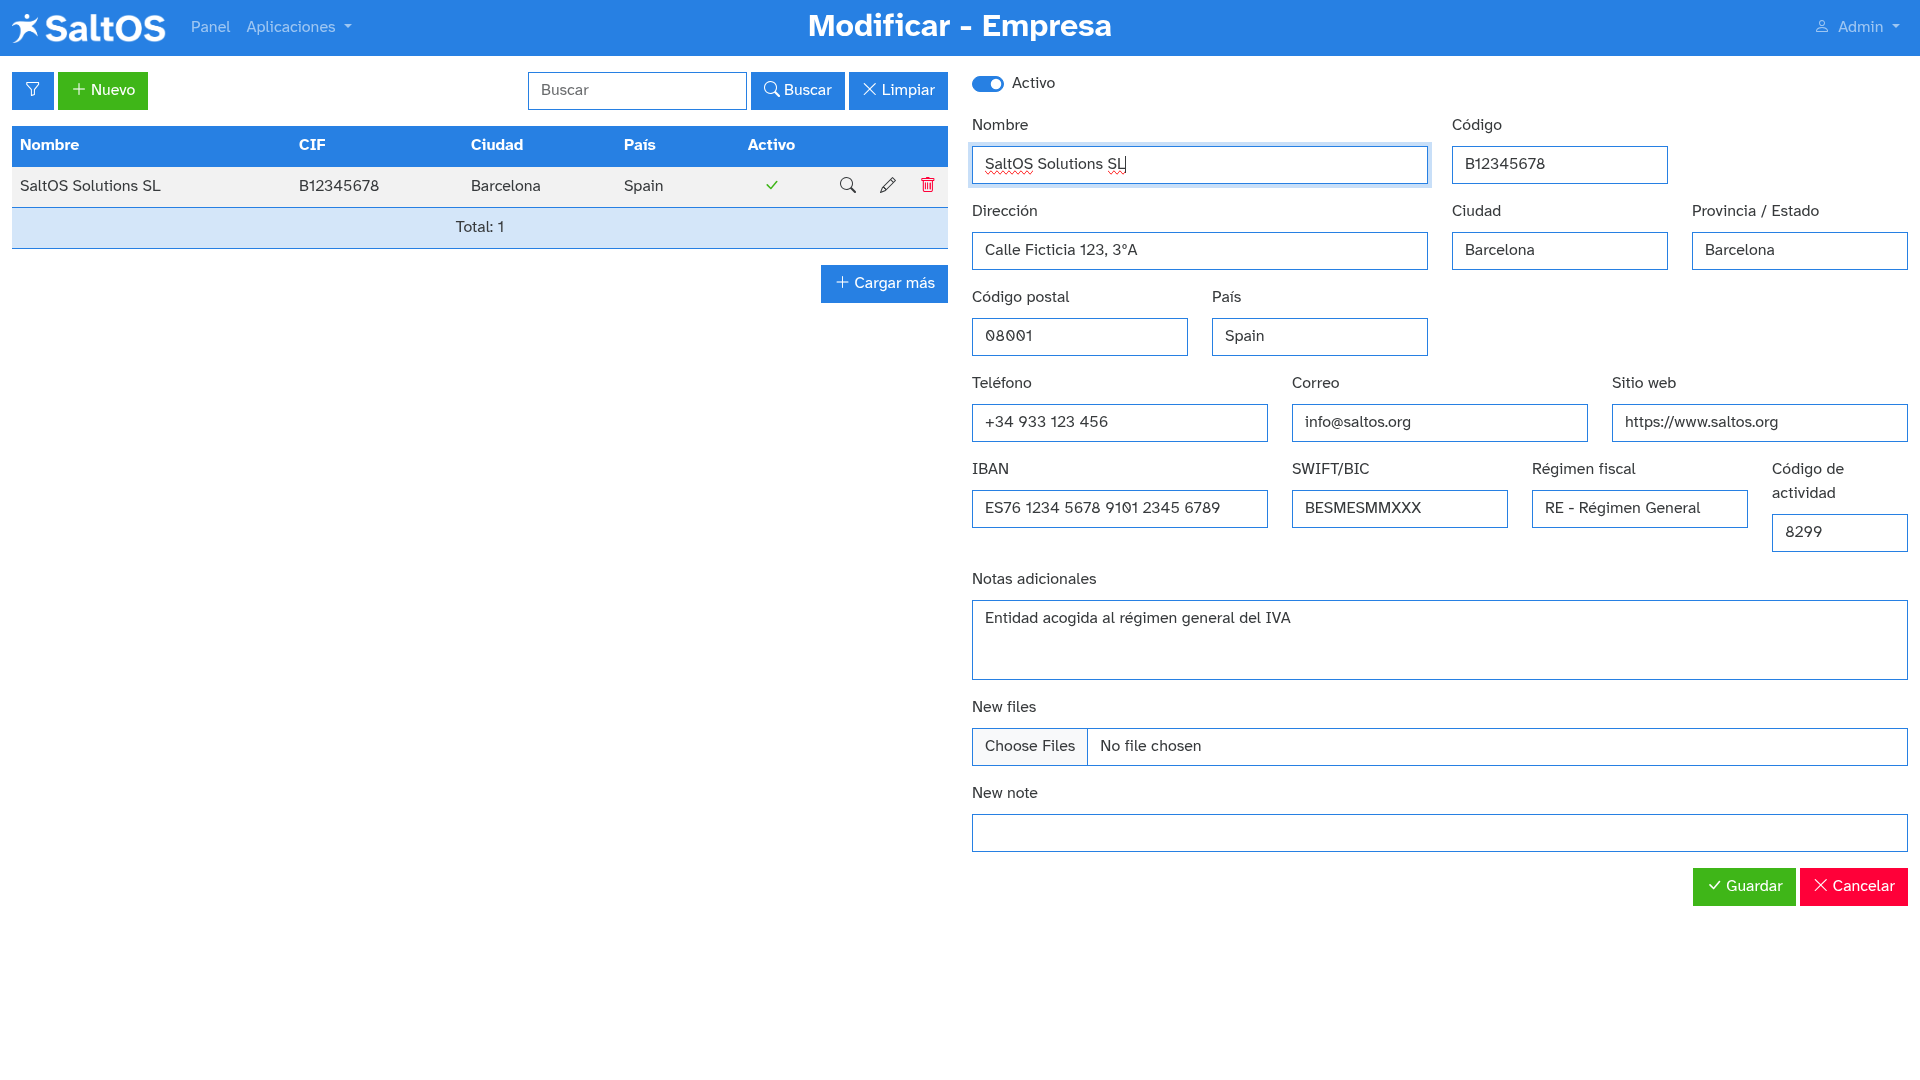 SaltOS Panel Aplicaciones Modificar - Empresa Admin
Nuevo Buscar Buscar Limpiar
Nombre CIF Ciudad País Activo
SaltOS Solutions SL B12345678 Barcelona Spain
Total: 1
Cargar más
Activo
Nombre Código
SaltOS Solutions SL B12345678
Dirección Ciudad Provincia / Estado
Calle Ficticia 123, 3ºA Barcelona Barcelona
Código postal País
08001 Spain
Teléfono Correo Sitio web
+34 933 123 456 info@saltos.org https://www.saltos.org
IBAN SWIFT/BIC Régimen fiscal Código de
actividad
ES76 1234 5678 9101 2345 6789 BESMESMMXXX RE - Régimen General
8299
Notas adicionales
Entidad acogida al régimen general del IVA
New files
Choose Files No file chosen
New note
Guardar Cancelar